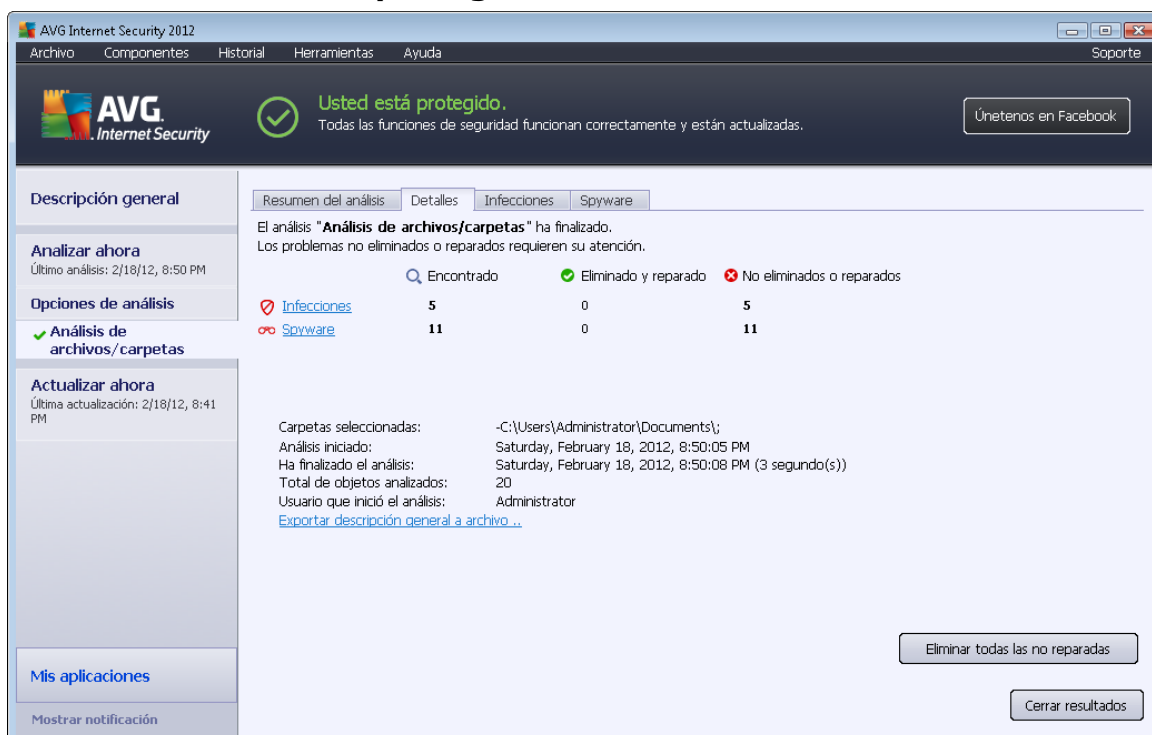 AVG Internet Security 2012
Archivo Componentes Historial Herramientas Ayuda Soporte
AVG.
Internet Security
Usted está protegido.
Todas las funciones de seguridad funcionan correctamente y están actualizadas.
Únetenos en Facebook
Descripción general
Analizar ahora
Último análisis: 2/18/12, 8:50 PM
Opciones de análisis
Análisis de
archivos/carpetas
Actualizar ahora
Última actualización: 2/18/12, 8:41
PM
Mis aplicaciones
Mostrar notificación
Resumen del análisis Detalles Infecciones Spyware
El análisis "Análisis de archivos/carpetas" ha finalizado.
Los problemas no eliminados o reparados requieren su atención.
Encontrado Eliminado y reparado No eliminados o reparados
Infecciones 5 0 5
Spyware 11 0 11
Carpetas seleccionadas: -C:\Users\Administrator\Documents\;
Análisis iniciado: Saturday, February 18, 2012, 8:50:05 PM
Ha finalizado el análisis: Saturday, February 18, 2012, 8:50:08 PM (3 segundo(s))
Total de objetos analizados: 20
Usuario que inició el análisis: Administrator
Exportar descripción general a archivo ..
Eliminar todas las no reparadas
Cerrar resultados